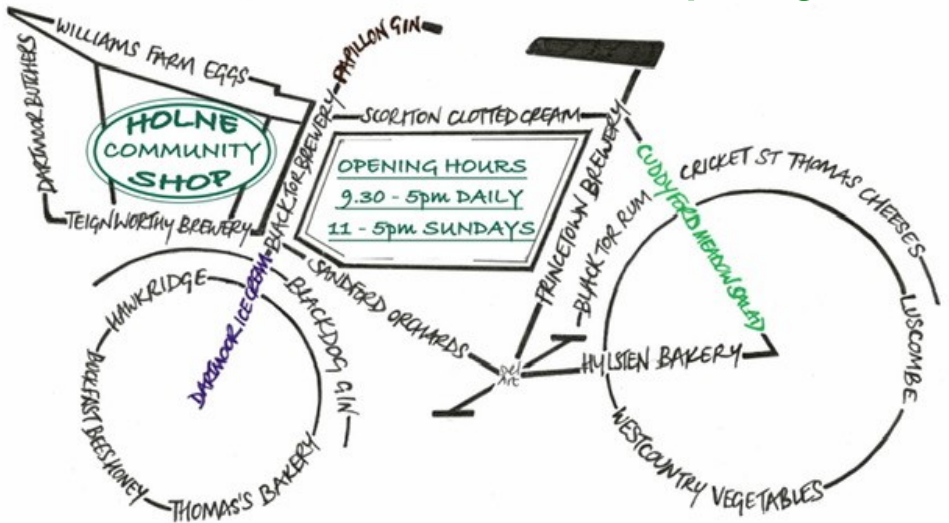 WILLIAMS FARM EGGS
DARTMOOR BUTCHERS
HOLNE
COMMUNITY
SHOP
TEIGNWORTHY BREWERY
PAPILLON GIN
BLACK TOR BREWERY
DARTMOOR ICE CREAM
SCORITON CLOTTED CREAM
OPENING HOURS
9.30 - 5pm DAILY
11 - 5pm SUNDAYS
PRINCETOWN BREWERY
SANDFORD ORCHARDS
BLACK TOR RUM
CUDDYFORD MEADOW SALAD
CRICKET ST THOMAS CHEESES
LUSCOMBE
HYLSTEN BAKERY
WESTCOUNTRY VEGETABLES
HAWKRIDGE
BLACKDOG GIN
BUCKFAST BEES HONEY
THOMAS'S BAKERY